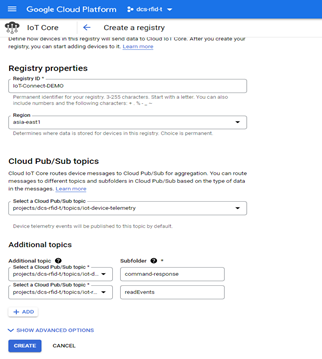 Google Cloud Platform
dcs-rfid-t
IoT Core
Create a registry
Define how devices in this registry will send data to Cloud IoT Core. After you create your
registry, you can start adding devices to it. Learn more
Registry properties
Registry ID *
IoT-Connect-DEMO
Permanent identifier for your registry. 3-255 characters. Start with a letter. You can also
include numbers and the following characters: + . % - _ ~
Region
asia-east1
Determines where data is stored for devices in this registry. Choice is permanent.
Cloud Pub/Sub topics
Cloud IoT Core routes device messages to Cloud Pub/Sub for aggregation. You can route
messages to different topics and subfolders in Cloud Pub/Sub based on the type of data
in the messages. Learn more
Select a Cloud Pub/Sub topic
projects/dcs-rfid-t/topics/iot-device-telemetry
Device telemetry events will be published to this topic by default.
Additional topics
Additional topic
Subfolder *
Select a Cloud Pub/Sub topic *
projects/dcs-rfid-t/topics/iot-d...
command-response
Select a Cloud Pub/Sub topic *
projects/dcs-rfid-t/topics/iot-r...
readEvents
+ ADD
SHOW ADVANCED OPTIONS
CREATE
CANCEL